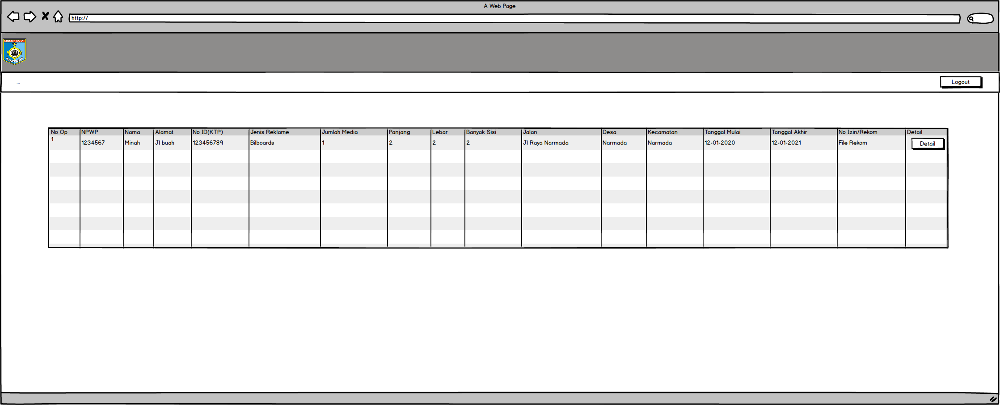 A Web Page
http://
LOMBOK BARAT
...
Logout
No Op NPWP Nama Alamat No ID(KTP) Jenis Reklame Jumlah Media Panjang Lebar Banyak Sisi Jalan Desa Kecamatan Tanggal Mulai Tanggal Akhir No Izin/Rekom Detail
1 1234567 Minah Jl buah 123456789 Bilboards 1 2 2 2 Jl Raya Narmada Narmada Narmada 12-01-2020 12-01-2021 File Rekom Detail